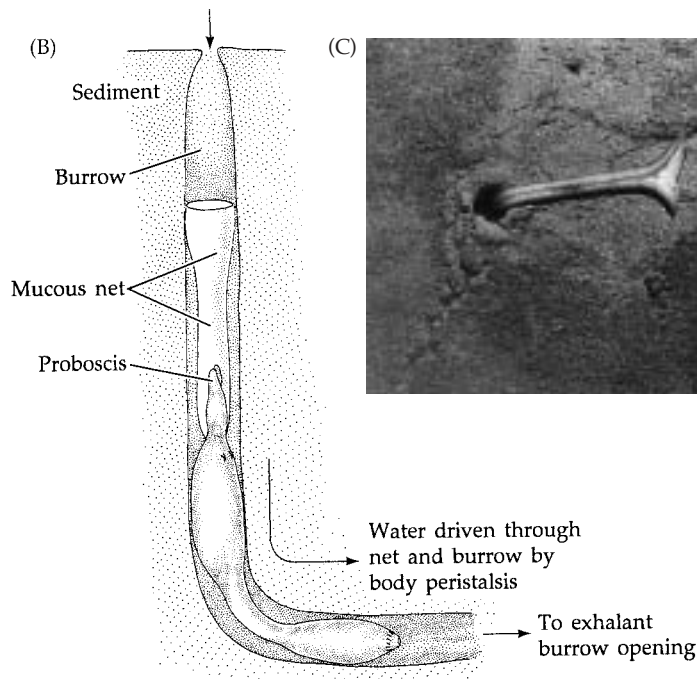 (B)
(C)
Sediment
Burrow
Mucous net
Proboscis
Water driven through
net and burrow by
body peristalsis
To exhalant
burrow opening